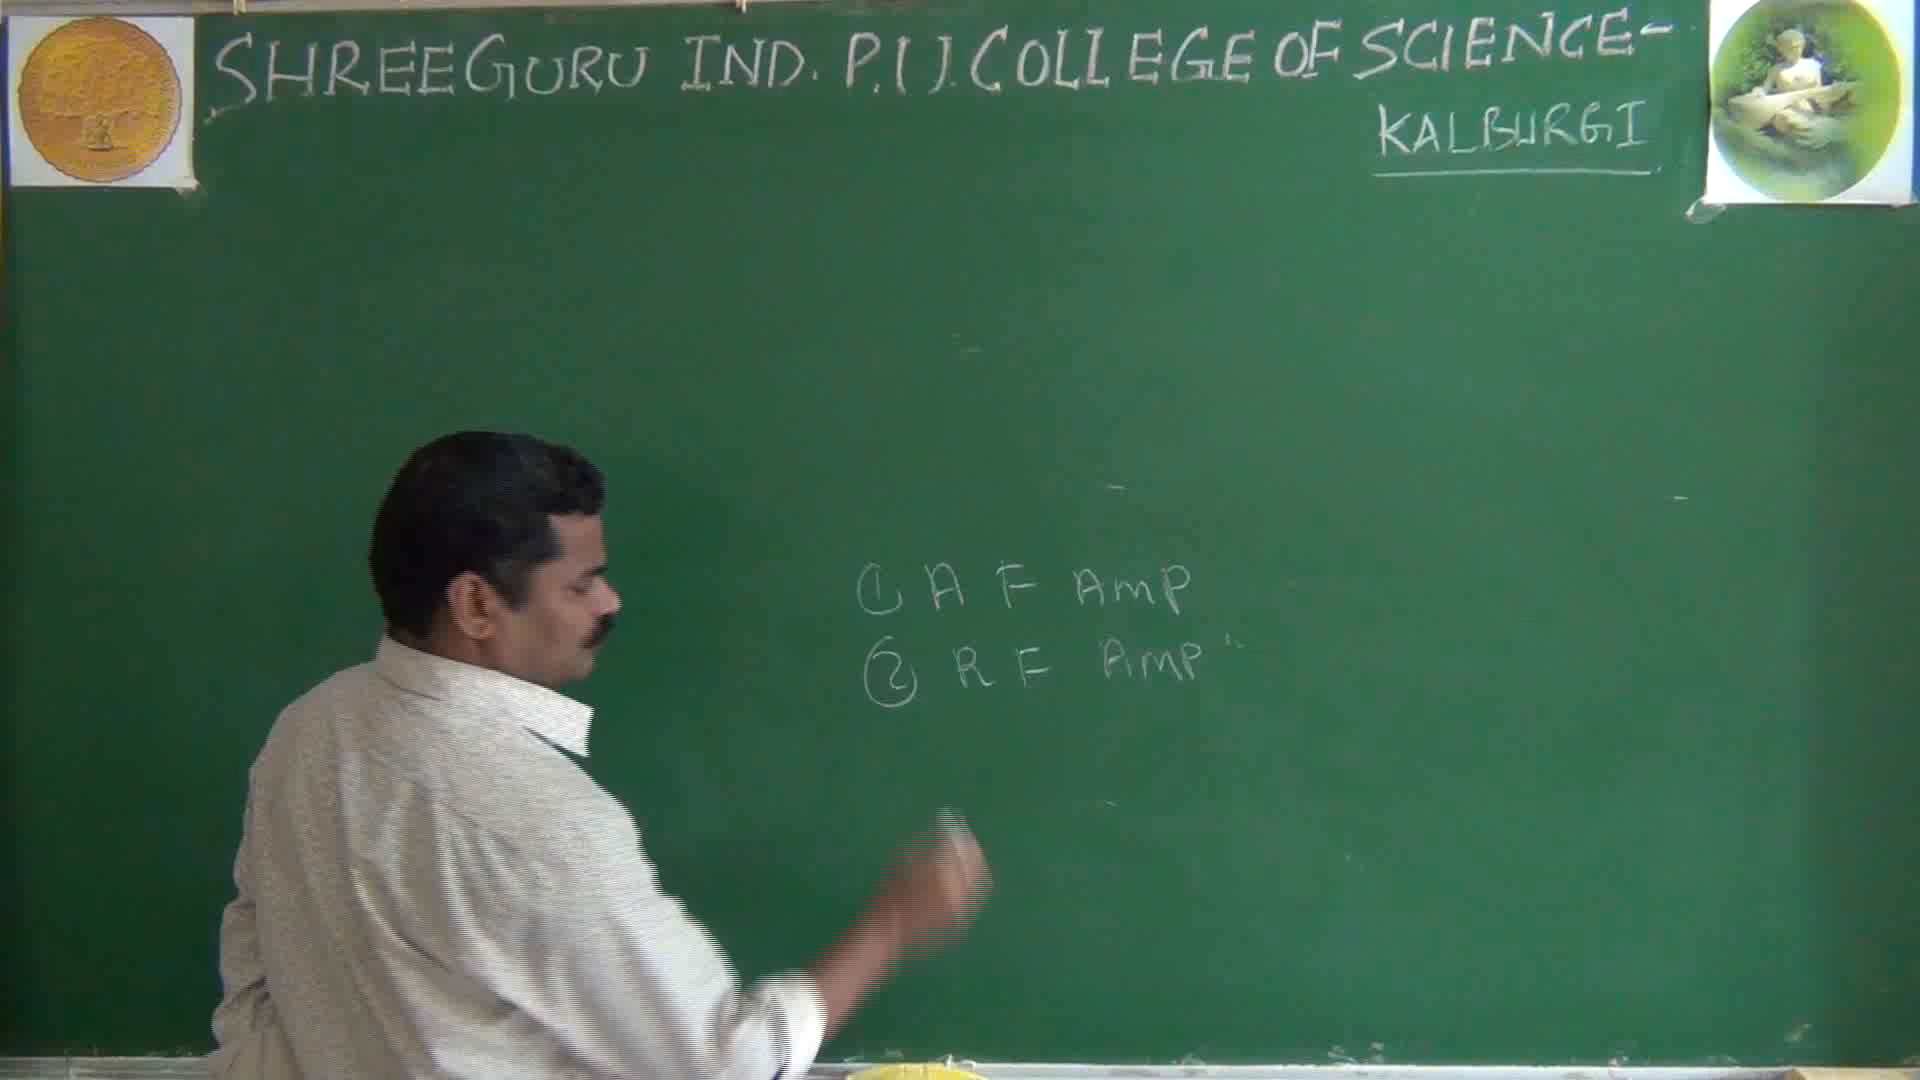 SHREEGURU IND. P.U.COLLEGE OF SCIENCE-
KALBURGI
① A F AMP
② R F AMP